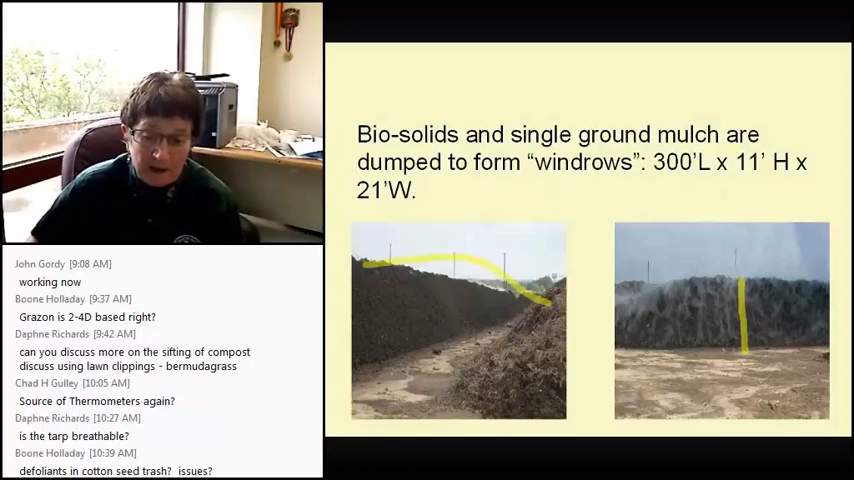 Bio-solids and single ground mulch are
dumped to form “windrows”: 300’L x 11’ H x
21’W.
John Gordy [9:08 AM]
working now
Boone Holladay [9:37 AM]
Grazon is 2-4D based right?
Daphne Richards [9:42 AM]
can you discuss more on the sifting of compost
discuss using lawn clippings - bermudagrass
Chad H Gulley [10:05 AM]
Source of Thermometers again?
Daphne Richards [10:27 AM]
is the tarp breathable?
Boone Holladay [10:39 AM]
defoliants in cotton seed trash? issues?